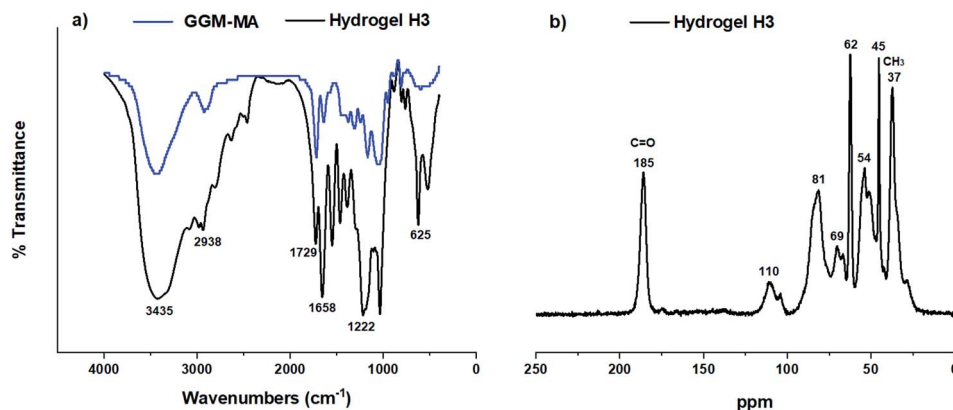 a)
GGM-MA
Hydrogel H3
% Transmittance
3435
2938
1729
1658
1222
625
4000
3000
2000
1000
0
Wavenumbers (cm⁻¹)
b)
Hydrogel H3
C=O
185
110
81
69
62
54
45
CH₃
37
250
200
150
100
50
0
ppm